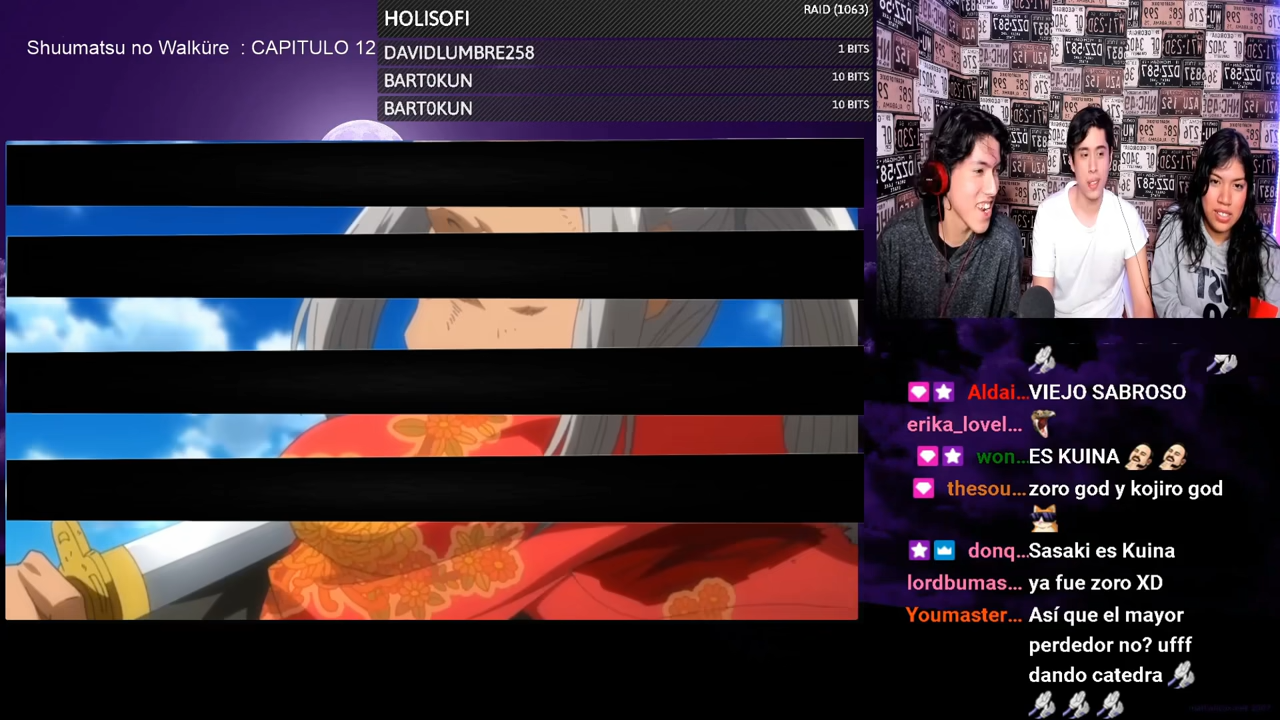 Shuumatsu no Walküre : CAPITULO 12
HOLISOFI RAID (1063)
DAVIDLUMBRE258 1 BITS
BART0KUN 10 BITS
BART0KUN 10 BITS
Aldai... VIEJO SABROSO
erika_lovel...
won... ES KUINA
thesou... zoro god y kojiro god
donq... Sasaki es Kuina
lordbumas... ya fue zoro XD
Youmaster... Así que el mayor
perdedor no? ufff
dando catedra